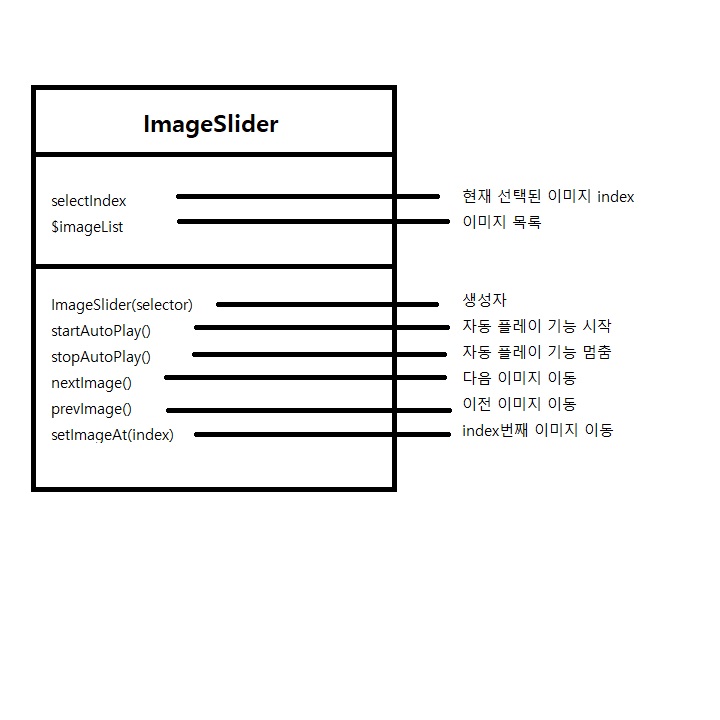 ImageSlider
selectIndex 현재 선택된 이미지 index
$imageList 이미지 목록
ImageSlider(selector) 생성자
startAutoPlay() 자동 플레이 기능 시작
stopAutoPlay() 자동 플레이 기능 멈춤
nextImage() 다음 이미지 이동
prevImage() 이전 이미지 이동
setImageAt(index) index번째 이미지 이동